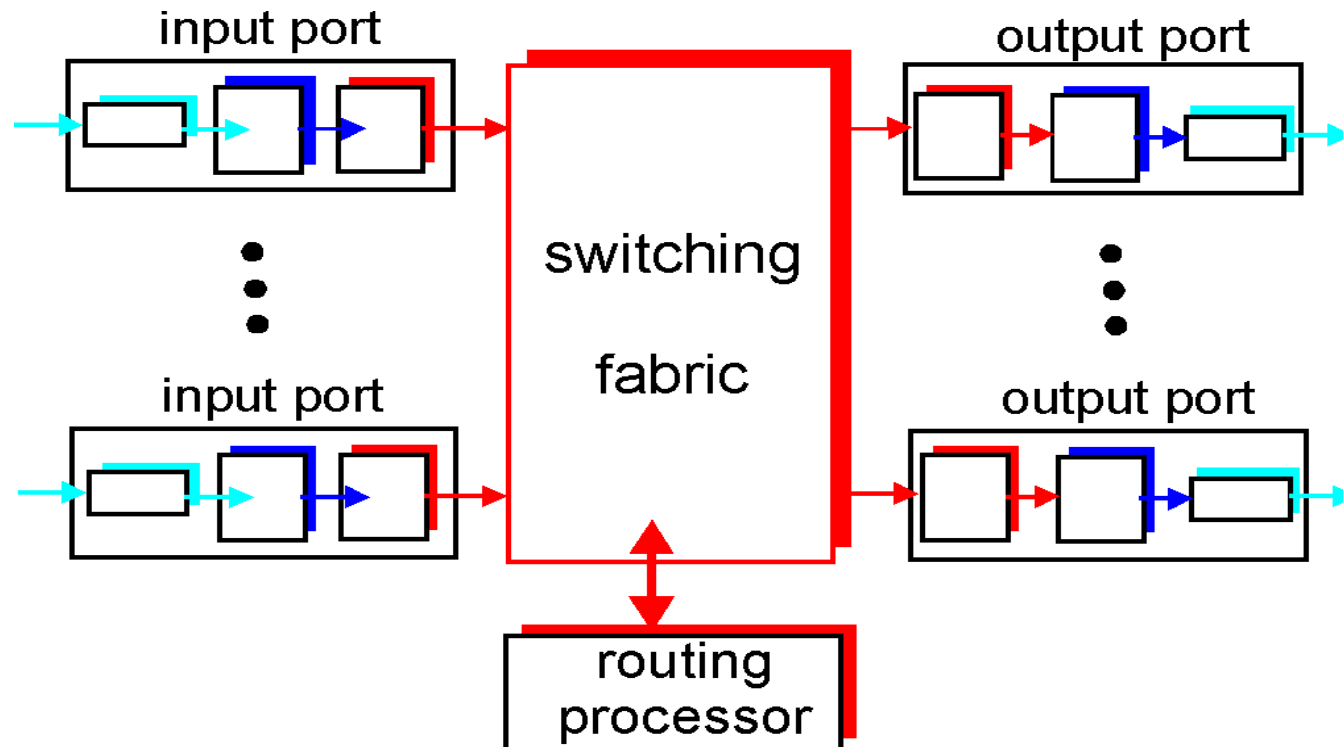 input port
output port
switching
fabric
input port
output port
routing
processor